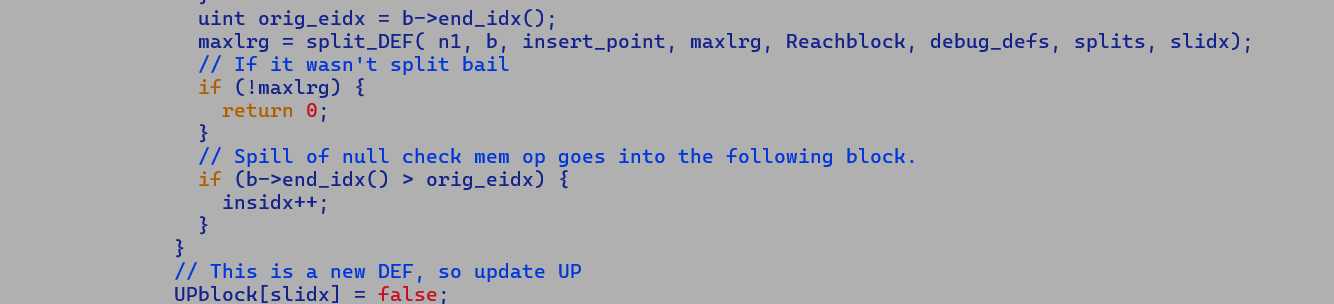 }
uint orig_eidx = b->end_idx();
maxlrg = split_DEF( n1, b, insert_point, maxlrg, Reachblock, debug_defs, splits, slidx);
// If it wasn't split bail
if (!maxlrg) {
return 0;
}
// Spill of null check mem op goes into the following block.
if (b->end_idx() > orig_eidx) {
insidx++;
}
}
// This is a new DEF, so update UP
UPblock[slidx] = false;